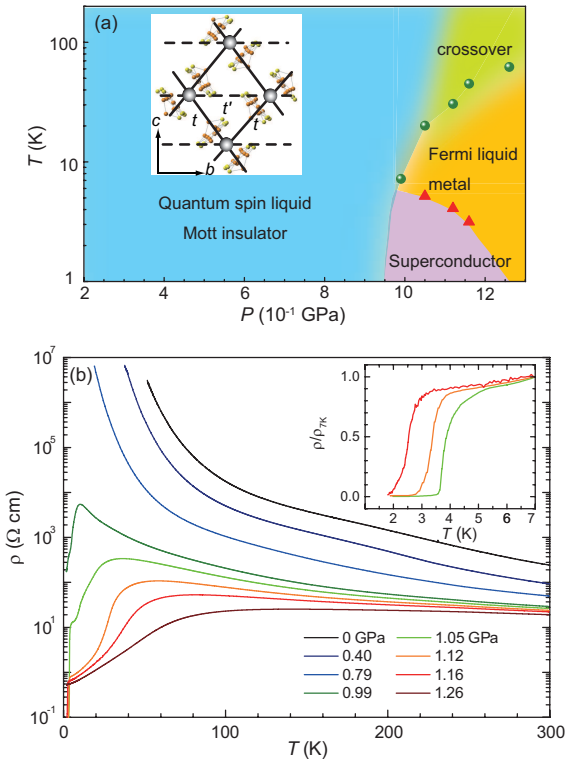 (a)
100
10
1
T (K)
2 4 6 8 10 12
P (10⁻¹ GPa)
t'
t
t
c
b
Quantum spin liquid
Mott insulator
crossover
Fermi liquid
metal
Superconductor
(b)
10⁷
10⁵
10³
10¹
10⁻¹
ρ (Ω cm)
0 100 200 300
T (K)
0 GPa
0.40
0.79
0.99
1.05 GPa
1.12
1.16
1.26
1.0
0.5
0.0
ρ/ρ7K
2 3 4 5 6 7
T (K)